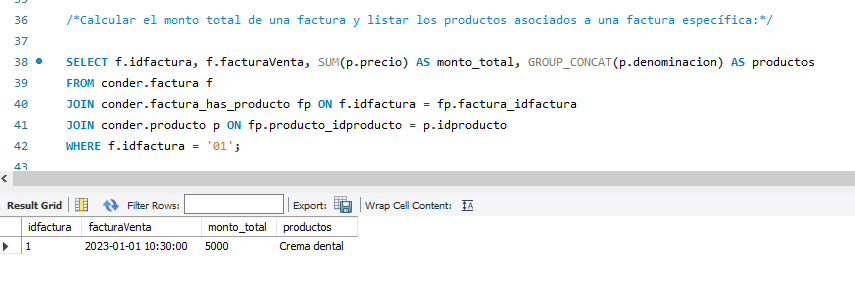 35
36 /*Calcular el monto total de una factura y listar los productos asociados a una factura específica:*/
37
38 SELECT f.idfactura, f.facturaVenta, SUM(p.precio) AS monto_total, GROUP_CONCAT(p.denominacion) AS productos
39 FROM conder.factura f
40 JOIN conder.factura_has_producto fp ON f.idfactura = fp.factura_idfactura
41 JOIN conder.producto p ON fp.producto_idproducto = p.idproducto
42 WHERE f.idfactura = '01';
43
Result Grid Filter Rows: Export: Wrap Cell Content:
idfactura facturaVenta monto_total productos
1 2023-01-01 10:30:00 5000 Crema dental